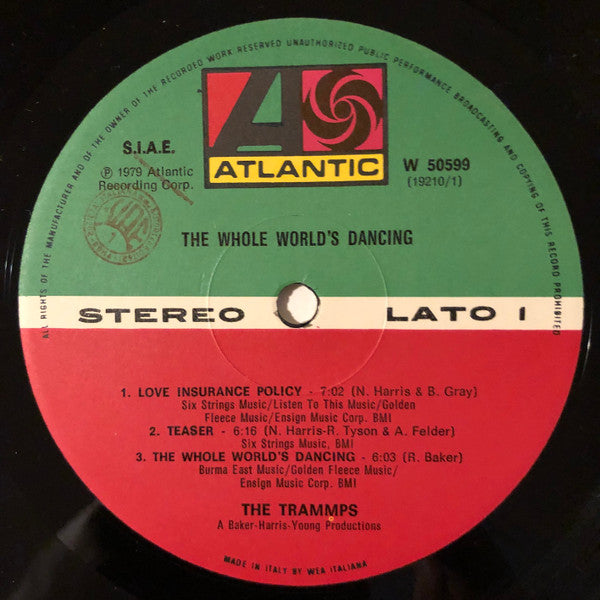 ALL RIGHTS OF THE MANUFACTURER AND OF THE OWNER OF THE RECORDED WORK RESERVED UNAUTHORIZED PUBLIC PERFORMANCE BROADCASTING AND COPYING OF THIS RECORD PROHIBITED
S.I.A.E.
ATLANTIC
W 50599
℗ 1979 Atlantic
Recording Corp.
(19210/1)
THE WHOLE WORLD'S DANCING
STEREO LATO 1
1. LOVE INSURANCE POLICY - 7:02 (N. Harris & B. Gray)
Six Strings Music/Listen To This Music/Golden
Fleece Music/Ensign Music Corp. BMI
2. TEASER - 6:16 (N. Harris-R. Tyson & A. Felder)
Six Strings Music, BMI
3. THE WHOLE WORLD'S DANCING - 6:03 (R. Baker)
Burma East Music/Golden Fleece Music/
Ensign Music Corp. BMI
THE TRAMMPS
A Baker-Harris-Young Productions
MADE IN ITALY BY WEA ITALIANA